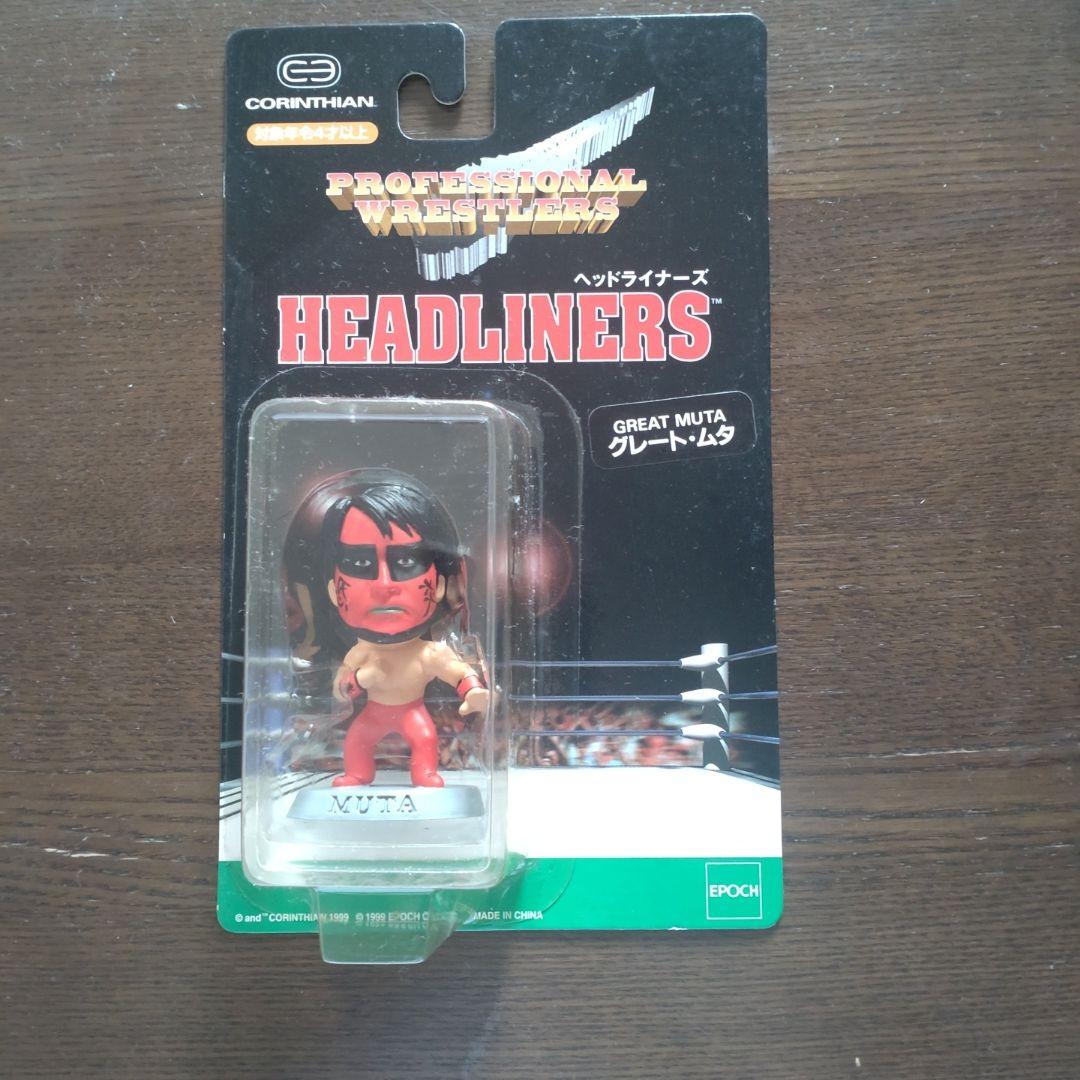 CORINTHIAN™
対象年令4才以上
PROFESSIONAL
WRESTLERS
ヘッドライナーズ
HEADLINERS™
GREAT MUTA
グレート・ムタ
MUTA
EPOCH
© and ™ CORINTHIAN 1999 © 1999 EPOCH MADE IN CHINA